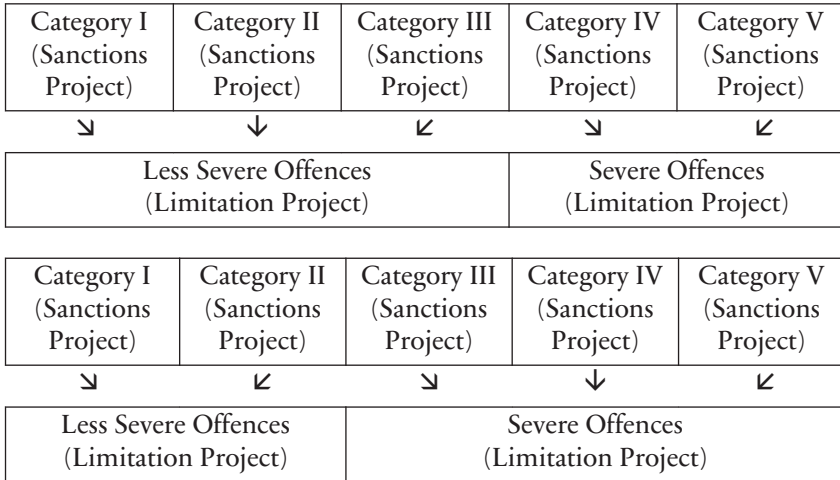 Category I Category II Category III Category IV Category V
(Sanctions (Sanctions (Sanctions (Sanctions (Sanctions
Project) Project) Project) Project) Project)
↘ ↓ ↙ ↘ ↙
Less Severe Offences Severe Offences
(Limitation Project) (Limitation Project)
Category I Category II Category III Category IV Category V
(Sanctions (Sanctions (Sanctions (Sanctions (Sanctions
Project) Project) Project) Project) Project)
↘ ↙ ↘ ↓ ↙
Less Severe Offences Severe Offences
(Limitation Project) (Limitation Project)